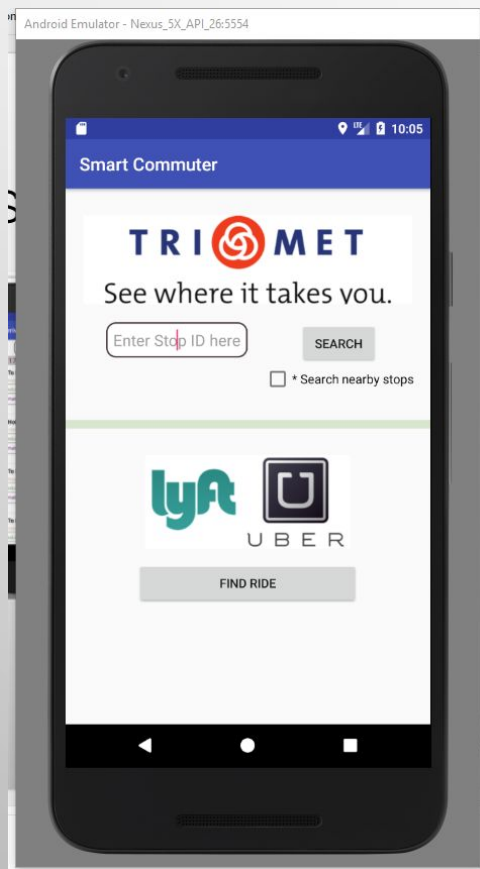 Android Emulator - Nexus_5X_API_26:5554
LTE 10:05
Smart Commuter
TRI MET
See where it takes you.
Enter Stop ID here
SEARCH
* Search nearby stops
lyft
U
UBER
FIND RIDE